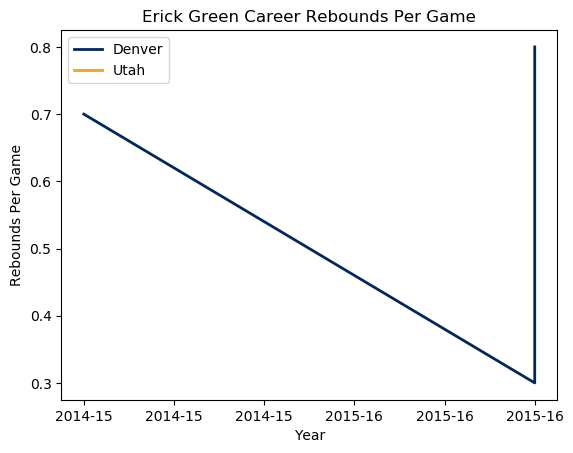 Erick Green Career Rebounds Per Game
Denver
Utah
Rebounds Per Game
0.8
0.7
0.6
0.5
0.4
0.3
2014-15 2014-15 2014-15 2015-16 2015-16 2015-16
Year